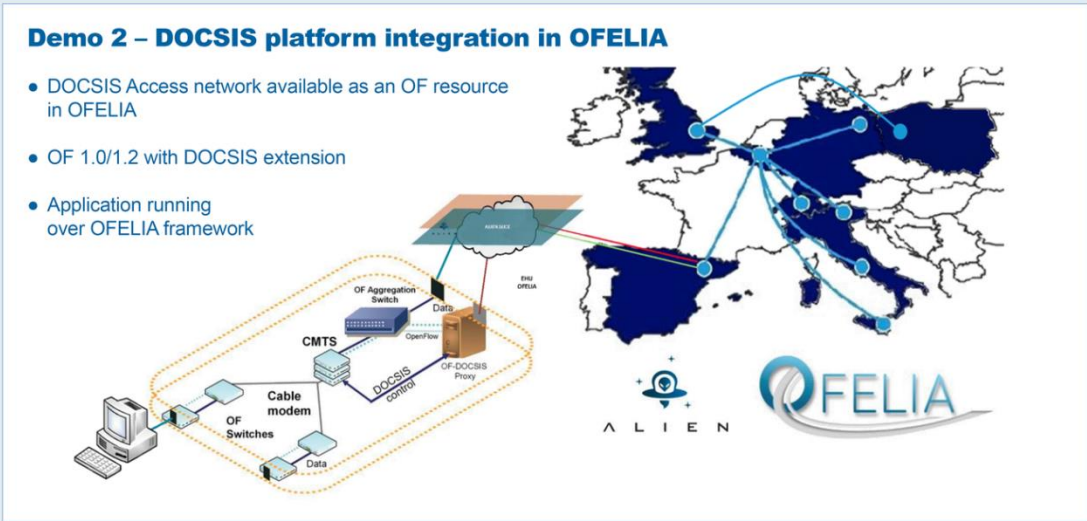 Demo 2 – DOCSIS platform integration in OFELIA
● DOCSIS Access network available as an OF resource
in OFELIA
● OF 1.0/1.2 with DOCSIS extension
● Application running
over OFELIA framework
EHU
OFELIA
OF Aggregation
Switch
Data
OpenFlow
CMTS
OF-DOCSIS
Proxy
DOCSIS
control
Cable
modem
OF
Switches
Data
ALIEN
OFELIA